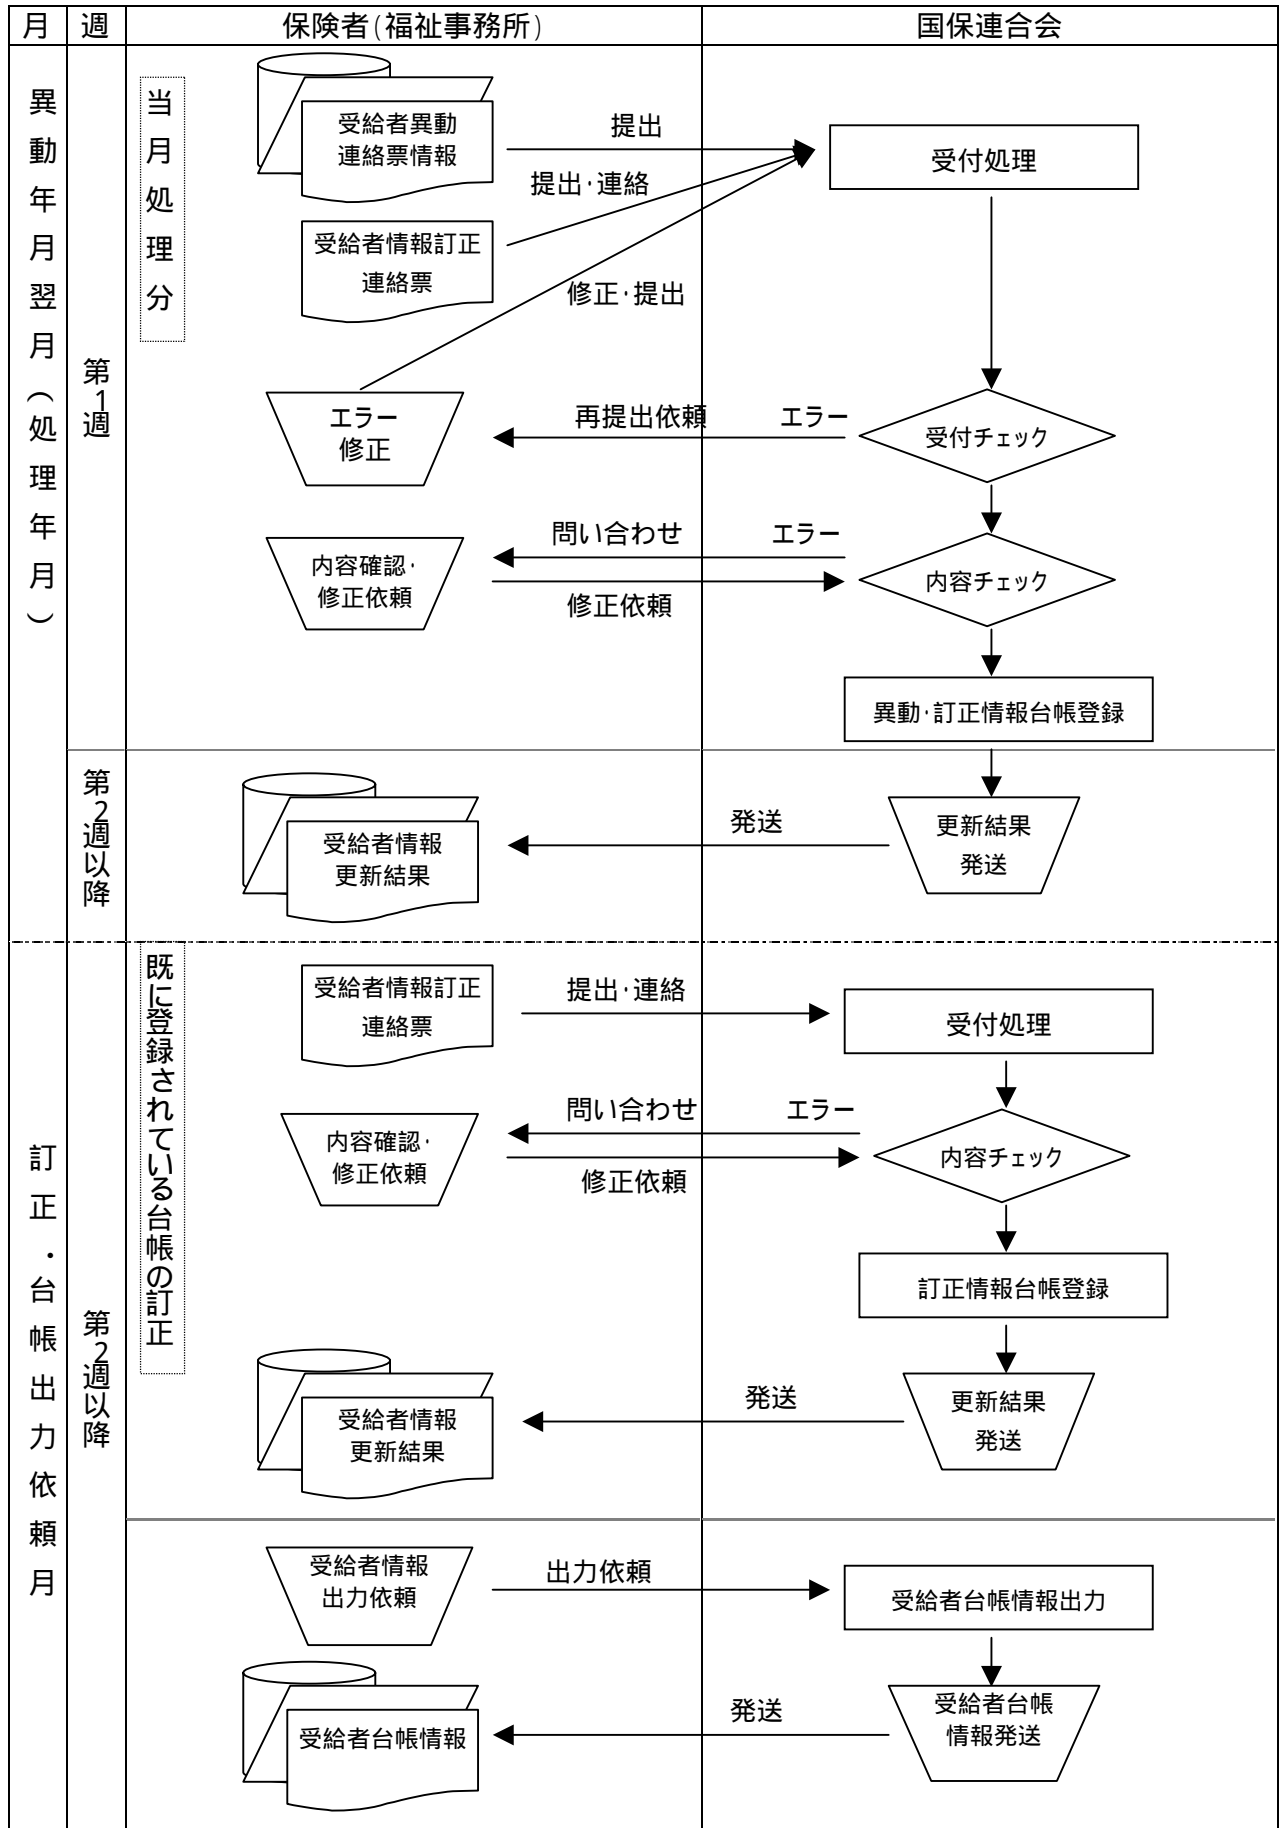 月 週 保険者(福祉事務所) 国保連合会
異動年月翌月(処理年月)
第1週
当月処理分
受給者異動
連絡票情報
提出
受付処理
提出・連絡
受給者情報訂正
連絡票
修正・提出
エラー
修正
再提出依頼
エラー
受付チェック
内容確認・
修正依頼
問い合わせ
エラー
修正依頼
内容チェック
異動・訂正情報台帳登録
第2週以降
受給者情報
更新結果
発送
更新結果
発送
訂正・台帳出力依頼月
第2週以降
既に登録されている台帳の訂正
受給者情報訂正
連絡票
提出・連絡
受付処理
内容確認・
修正依頼
問い合わせ
エラー
修正依頼
内容チェック
訂正情報台帳登録
受給者情報
更新結果
発送
更新結果
発送
受給者情報
出力依頼
出力依頼
受給者台帳情報出力
受給者台帳情報
発送
受給者台帳
情報発送